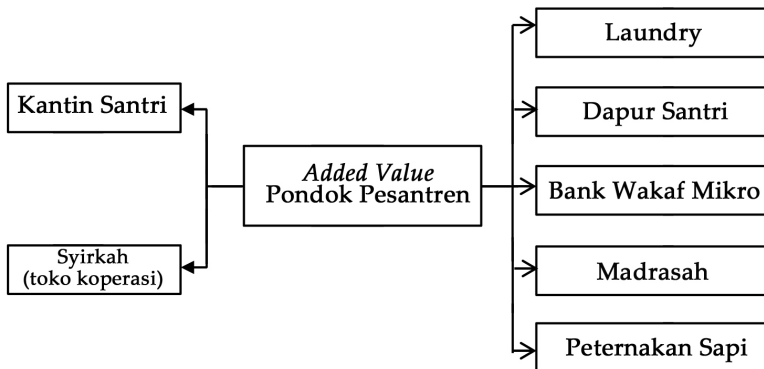 Kantin Santri
Syirkah
(toko koperasi)
Added Value
Pondok Pesantren
Laundry
Dapur Santri
Bank Wakaf Mikro
Madrasah
Peternakan Sapi